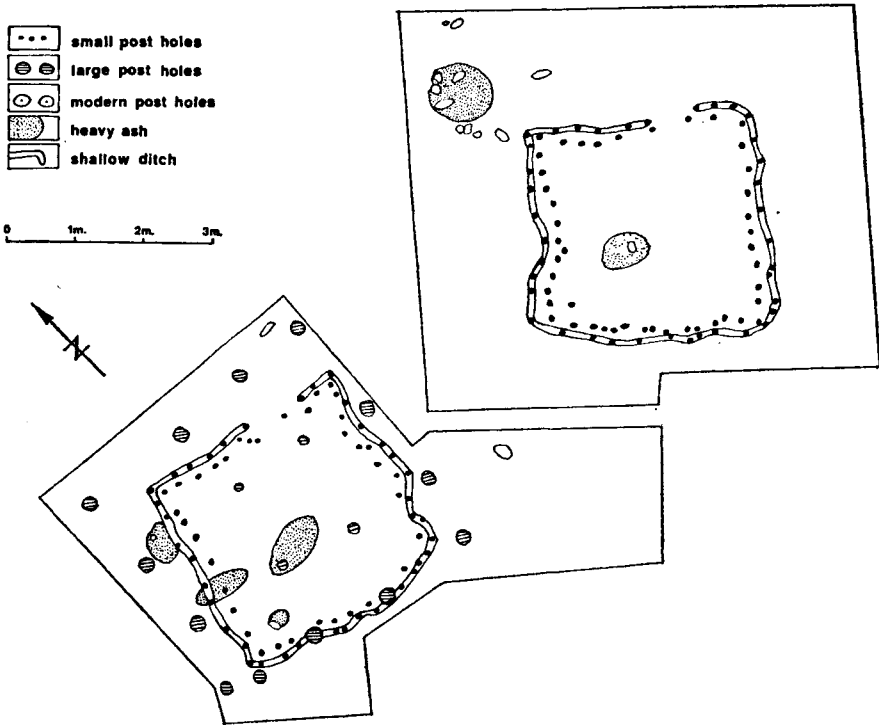 small post holes
large post holes
modern post holes
heavy ash
shallow ditch
0 1m. 2m. 3m.
N